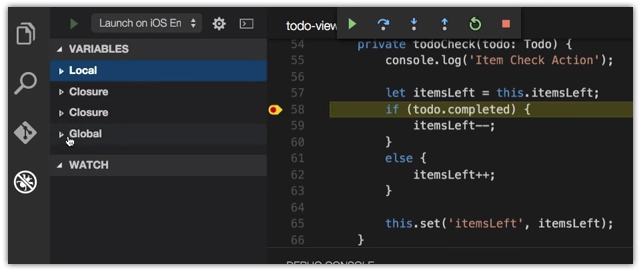 Launch on iOS En
todo-view
VARIABLES
Local
Closure
Closure
Global
WATCH
54 private todoCheck(todo: Todo) {
55 console.log('Item Check Action');
56
57 let itemsLeft = this.itemsLeft;
58 if (todo.completed) {
59 itemsLeft--;
60 }
61 else {
62 itemsLeft++;
63 }
64
65 this.set('itemsLeft', itemsLeft);
66 }
DEBUG CONSOLE